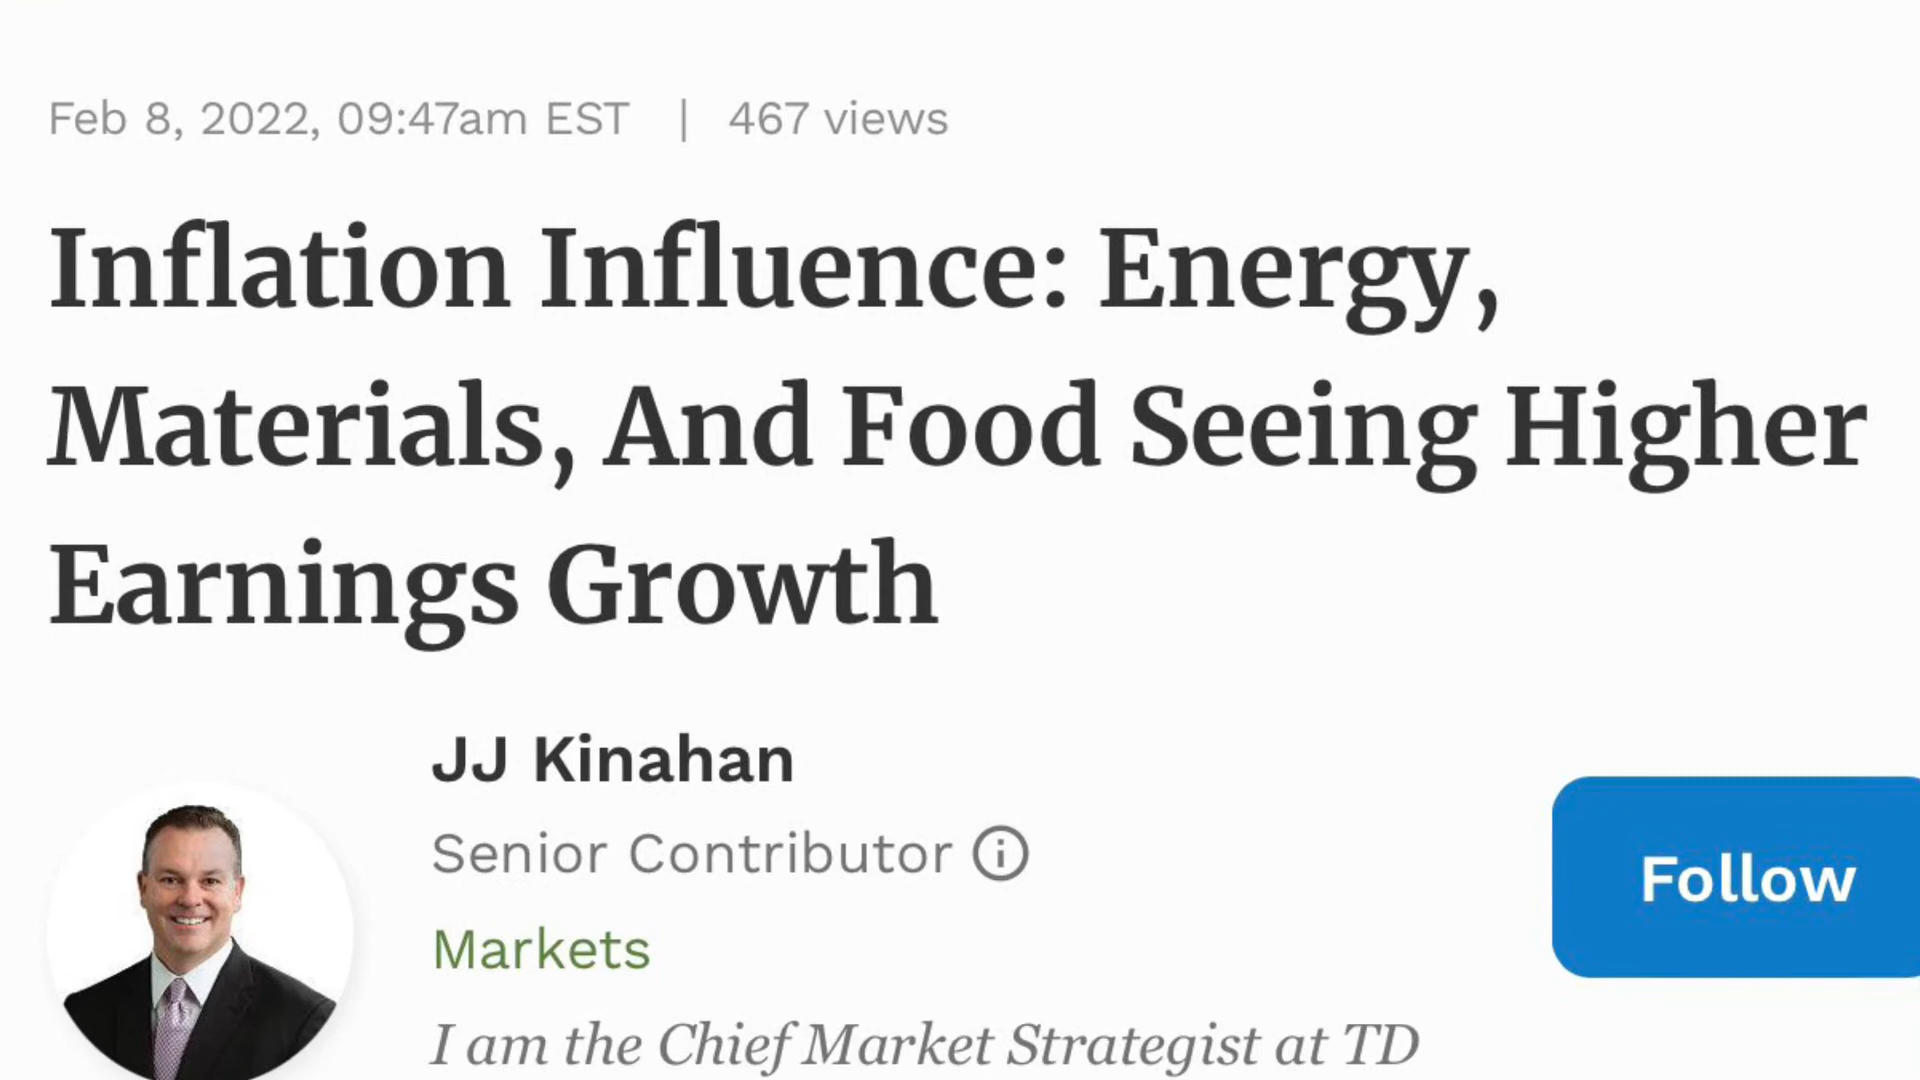 Feb 8, 2022, 09:47am EST | 467 views
Inflation Influence: Energy,
Materials, And Food Seeing Higher
Earnings Growth
JJ Kinahan
Senior Contributor
Markets
Follow
I am the Chief Market Strategist at TD